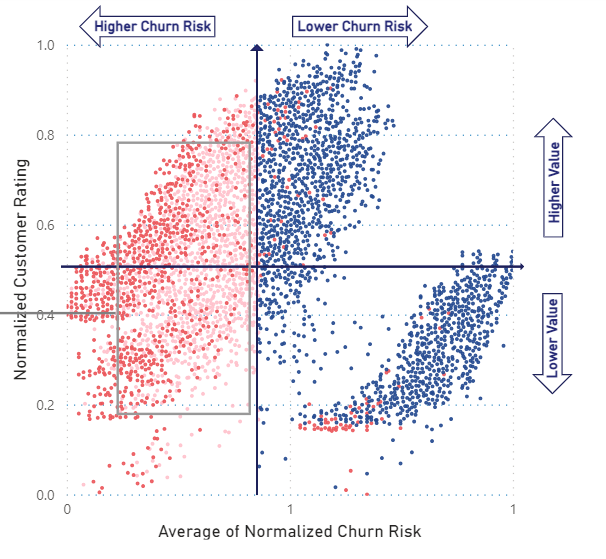 Higher Churn Risk
Lower Churn Risk
1.0
0.8
0.6
0.4
0.2
0.0
0
1
1
Normalized Customer Rating
Average of Normalized Churn Risk
Higher Value
Lower Value